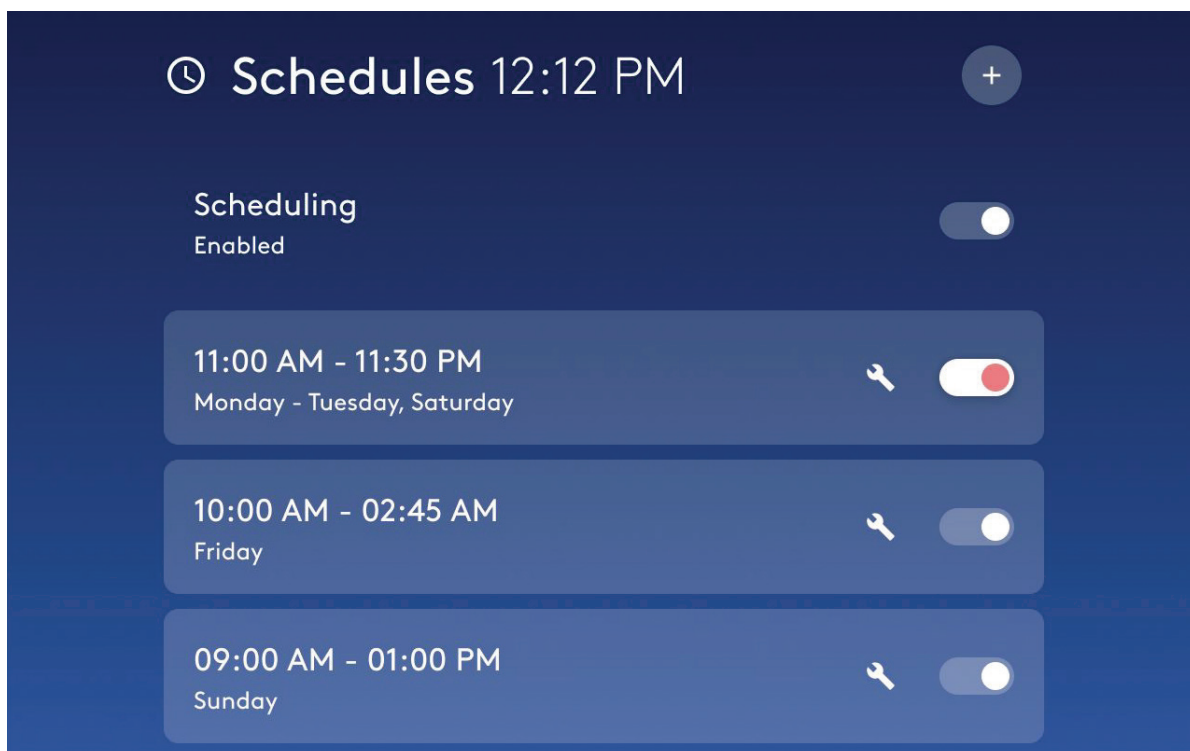 Schedules 12:12 PM
+
Scheduling
Enabled
11:00 AM - 11:30 PM
Monday - Tuesday, Saturday
10:00 AM - 02:45 AM
Friday
09:00 AM - 01:00 PM
Sunday